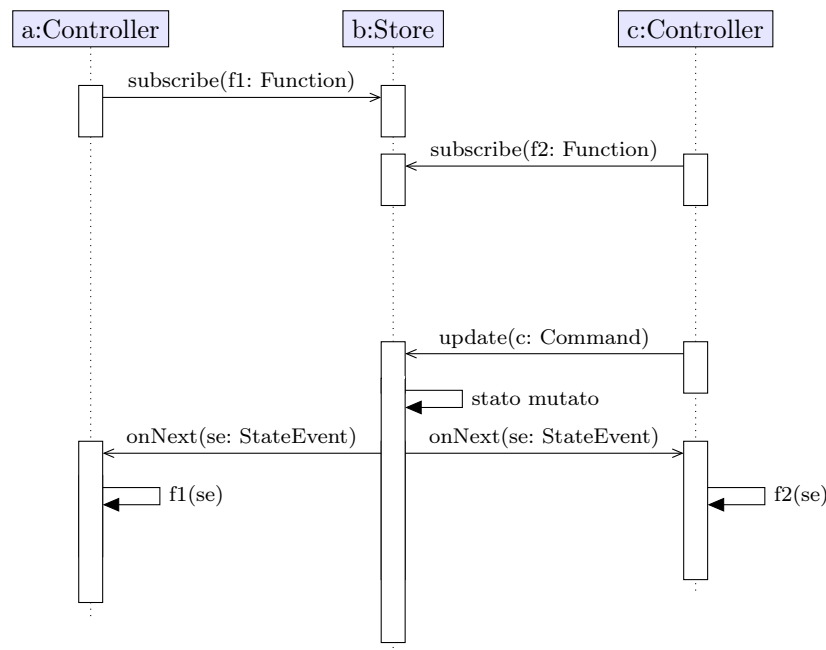 a:Controller
b:Store
c:Controller
subscribe(f1: Function)
subscribe(f2: Function)
update(c: Command)
stato mutato
onNext(se: StateEvent)
onNext(se: StateEvent)
f1(se)
f2(se)